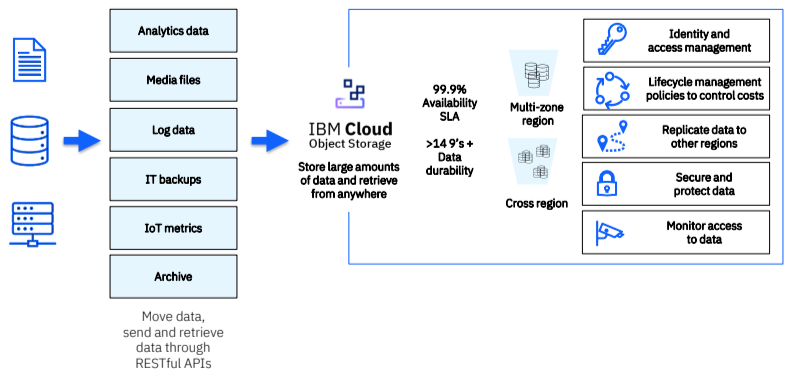 Analytics data
Media files
Log data
IT backups
IoT metrics
Archive
Move data,
send and retrieve
data through
RESTful APIs
IBM Cloud
Object Storage
Store large amounts
of data and retrieve
from anywhere
99.9%
Availability
SLA
>14 9's +
Data
durability
Multi-zone
region
Cross region
Identity and
access management
Lifecycle management
policies to control costs
Replicate data to
other regions
Secure and
protect data
Monitor access
to data